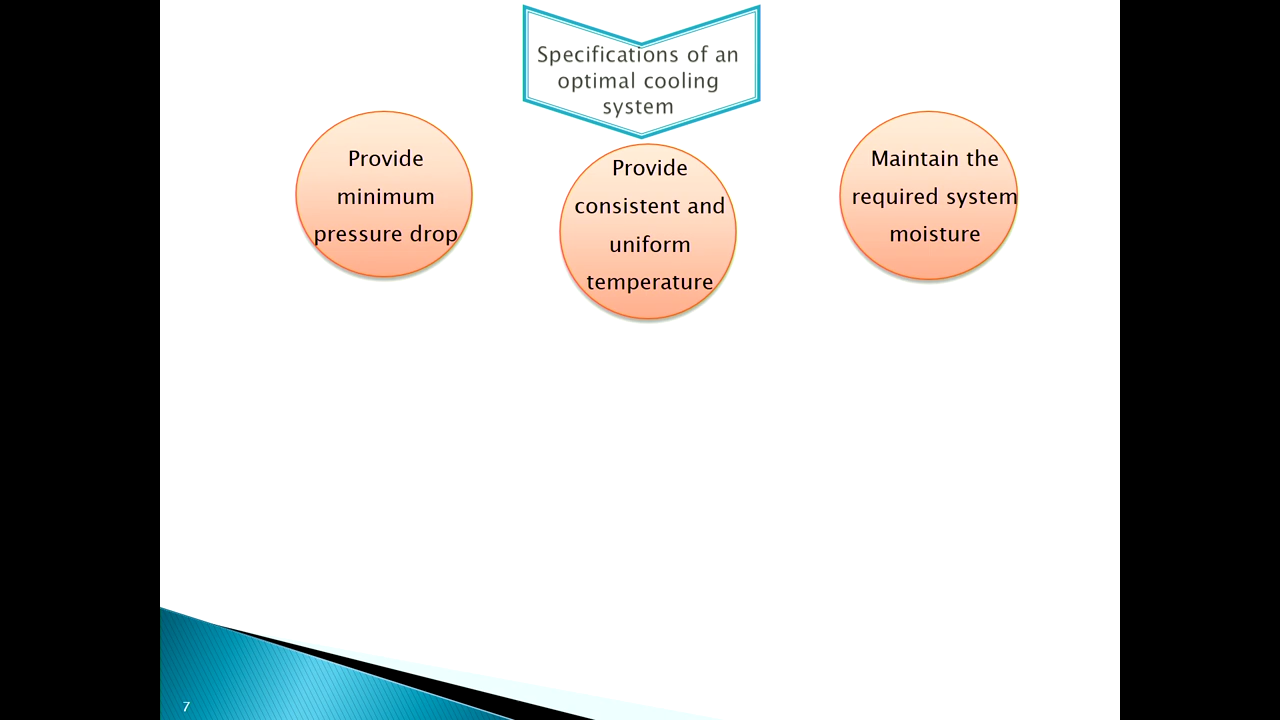 Specifications of an
optimal cooling
system
Provide
minimum
pressure drop
Provide
consistent and
uniform
temperature
Maintain the
required system
moisture
7